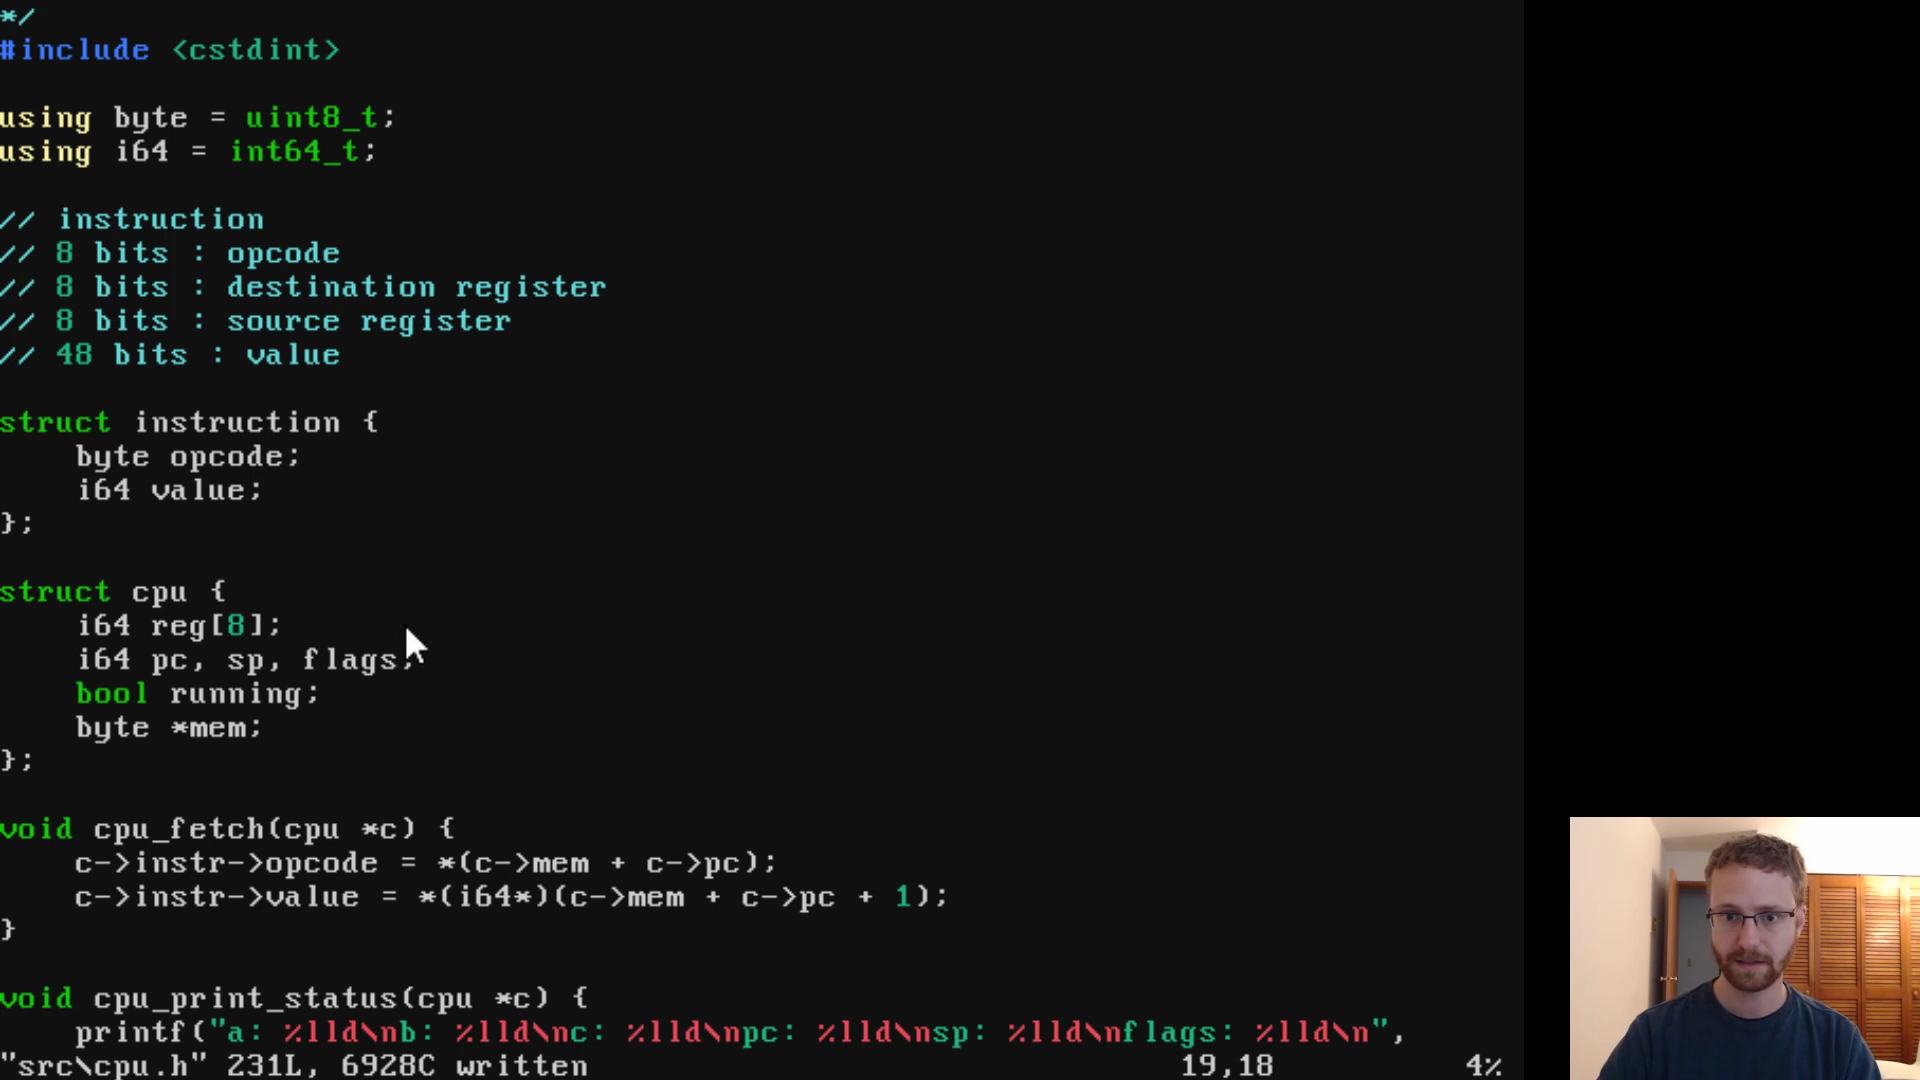 */
#include <cstdint>
using byte = uint8_t;
using i64 = int64_t;
// instruction
// 8 bits : opcode
// 8 bits : destination register
// 8 bits : source register
// 48 bits : value
struct instruction {
    byte opcode;
    i64 value;
};
struct cpu {
    i64 reg[8];
    i64 pc, sp, flags;
    bool running;
    byte *mem;
};
void cpu_fetch(cpu *c) {
    c->instr->opcode = *(c->mem + c->pc);
    c->instr->value = *(i64*)(c->mem + c->pc + 1);
}
void cpu_print_status(cpu *c) {
    printf("a: %lld\nb: %lld\nc: %lld\npc: %lld\nsp: %lld\nflags: %lld\n",
"src\cpu.h" 231L, 6928C written 19,18 4%